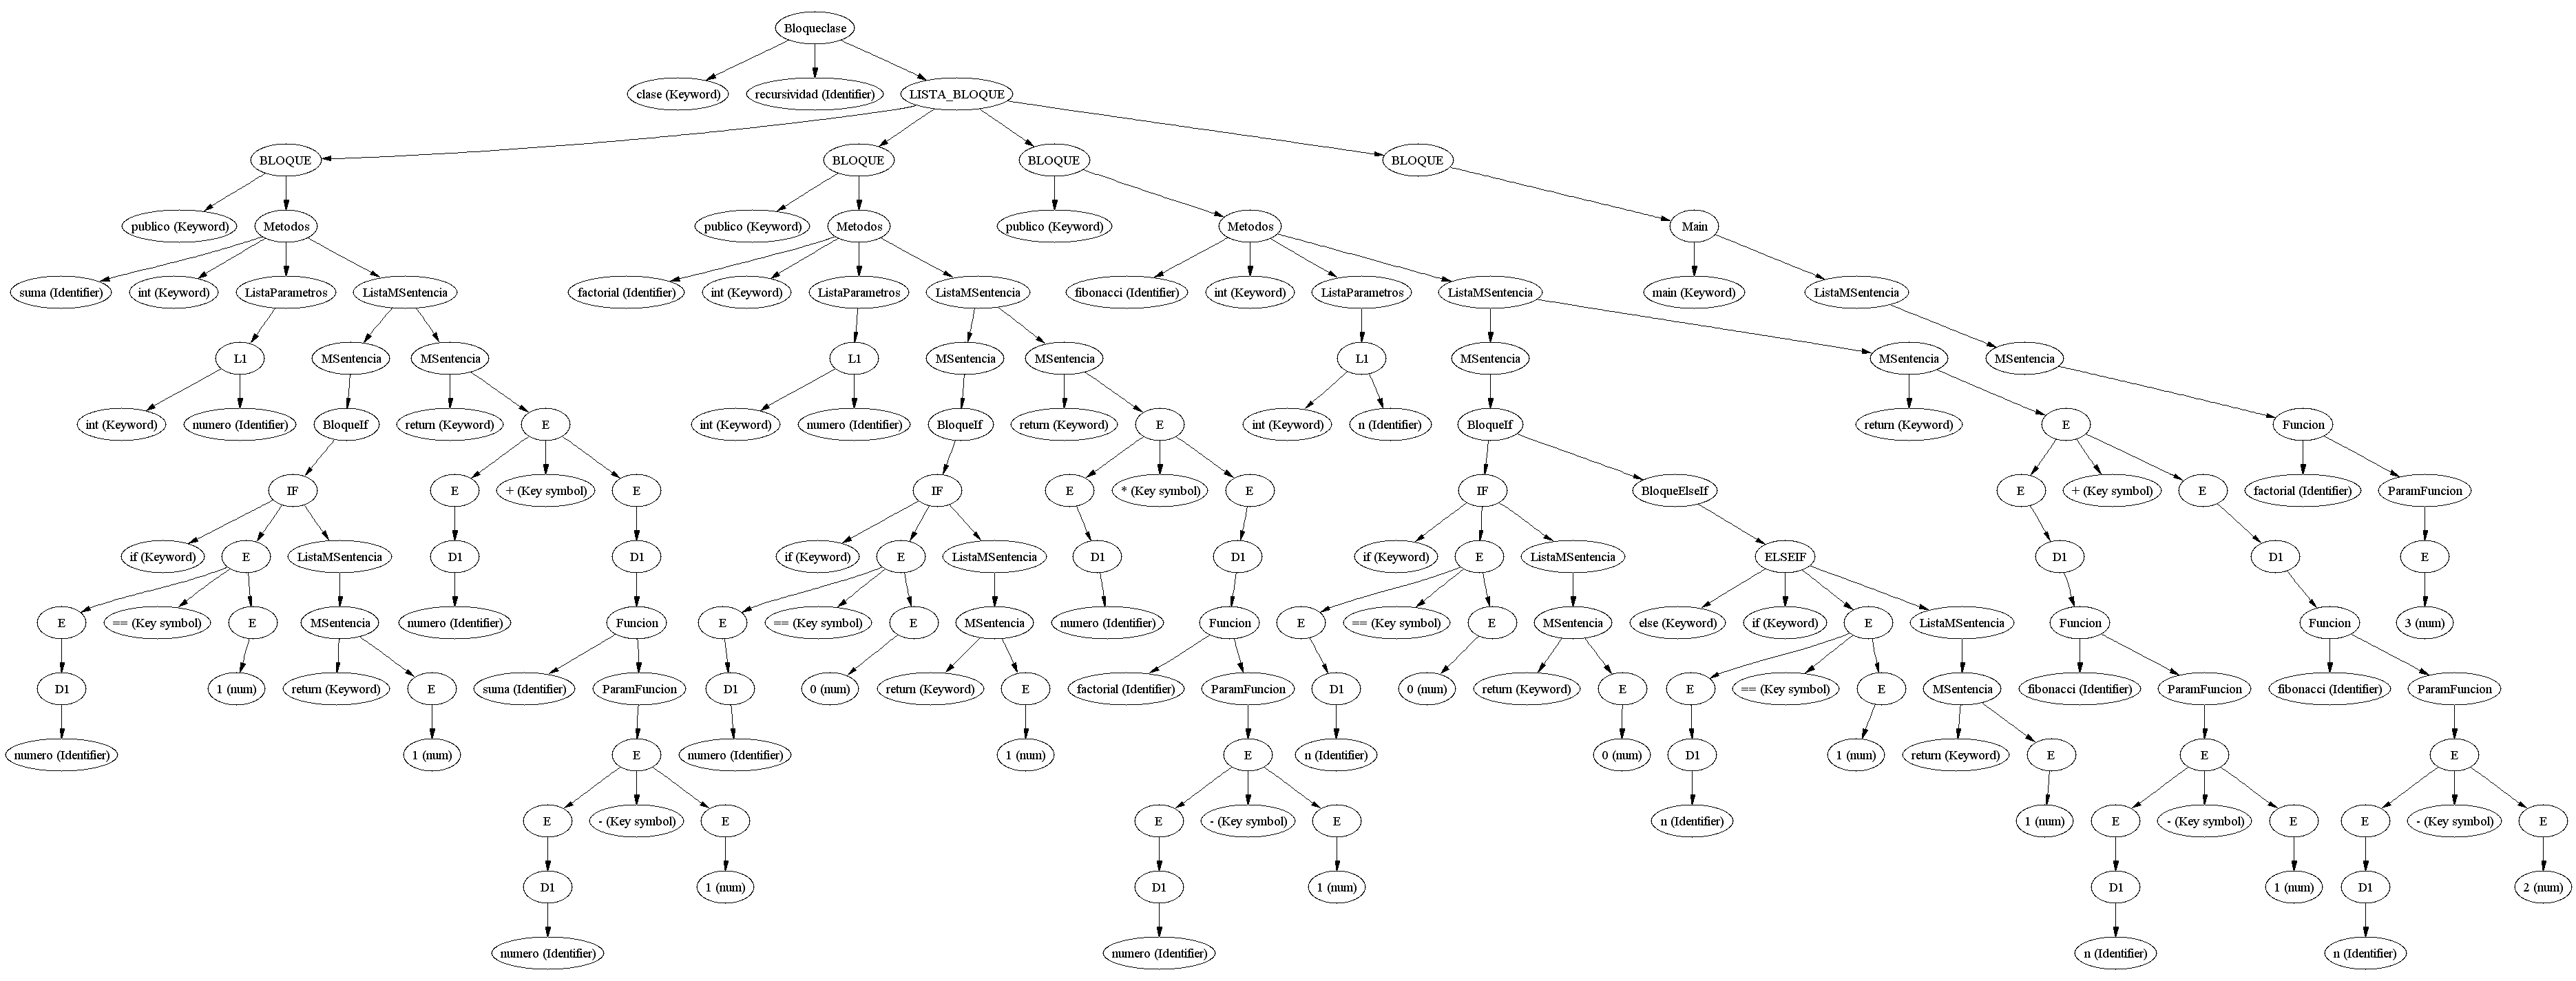 Bloqueclase
clase (Keyword) recursividad (Identifier) LISTA_BLOQUE
BLOQUE BLOQUE BLOQUE BLOQUE
publico (Keyword) Metodos publico (Keyword) Metodos publico (Keyword) Metodos Main
suma (Identifier) int (Keyword) ListaParametros ListaMSentencia factorial (Identifier) int (Keyword) ListaParametros ListaMSentencia fibonacci (Identifier) int (Keyword) ListaParametros ListaMSentencia main (Keyword) ListaMSentencia
L1 MSentencia MSentencia L1 MSentencia MSentencia L1 MSentencia MSentencia MSentencia
int (Keyword) numero (Identifier) BloqueIf return (Keyword) E int (Keyword) numero (Identifier) BloqueIf return (Keyword) E int (Keyword) n (Identifier) BloqueIf return (Keyword) E Funcion
IF E + (Key symbol) E IF E * (Key symbol) E IF BloqueElseIf E + (Key symbol) E factorial (Identifier) ParamFuncion
if (Keyword) E ListaMSentencia D1 D1 if (Keyword) E ListaMSentencia D1 D1 if (Keyword) E ListaMSentencia ELSEIF D1 D1 E
E == (Key symbol) E MSentencia numero (Identifier) Funcion E == (Key symbol) E MSentencia numero (Identifier) Funcion E == (Key symbol) E MSentencia else (Keyword) if (Keyword) E ListaMSentencia Funcion Funcion 3 (num)
D1 1 (num) return (Keyword) E suma (Identifier) ParamFuncion D1 0 (num) return (Keyword) E factorial (Identifier) ParamFuncion D1 0 (num) return (Keyword) E E == (Key symbol) E MSentencia fibonacci (Identifier) ParamFuncion fibonacci (Identifier) ParamFuncion
numero (Identifier) 1 (num) E numero (Identifier) 1 (num) E n (Identifier) 0 (num) D1 1 (num) return (Keyword) E E E
E - (Key symbol) E E - (Key symbol) E n (Identifier) 1 (num) E - (Key symbol) E E - (Key symbol) E
D1 1 (num) D1 1 (num) D1 1 (num) D1 2 (num)
numero (Identifier) numero (Identifier) n (Identifier) n (Identifier)